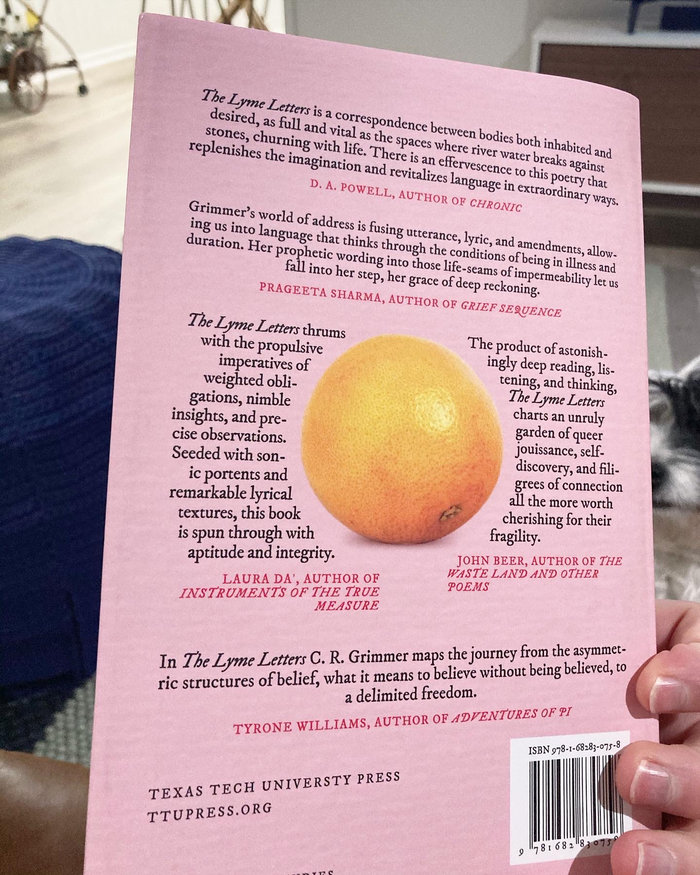 The Lyme Letters is a correspondence between bodies both inhabited and
desired, as full and vital as the spaces where river water breaks against
stones, churning with life. There is an effervescence to this poetry that
replenishes the imagination and revitalizes language in extraordinary ways.
D. A. POWELL, AUTHOR OF CHRONIC
Grimmer's world of address is fusing utterance, lyric, and amendments, allow-
ing us into language that thinks through the conditions of being in illness and
duration. Her prophetic wording into those life-seams of impermeability let us
fall into her step, her grace of deep reckoning.
PRAGEETA SHARMA, AUTHOR OF GRIEF SEQUENCE
The Lyme Letters thrums
with the propulsive
imperatives of
weighted obli-
gations, nimble
insights, and pre-
cise observations.
Seeded with son-
ic portents and
remarkable lyrical
textures, this book
is spun through with
aptitude and integrity.
LAURA DA', AUTHOR OF
INSTRUMENTS OF THE TRUE
MEASURE
The product of astonish-
ingly deep reading, lis-
tening, and thinking,
The Lyme Letters
charts an unruly
garden of queer
jouissance, self-
discovery, and fili-
grees of connection
all the more worth
cherishing for their
fragility.
JOHN BEER, AUTHOR OF THE
WASTE LAND AND OTHER
POEMS
In The Lyme Letters C. R. Grimmer maps the journey from the asymmet-
ric structures of belief, what it means to believe without being believed, to
a delimited freedom.
TYRONE WILLIAMS, AUTHOR OF ADVENTURES OF PI
TEXAS TECH UNIVERSTY PRESS
TTUPRESS.ORG
ISBN 978-1-68283-075-8
9 781682 83075